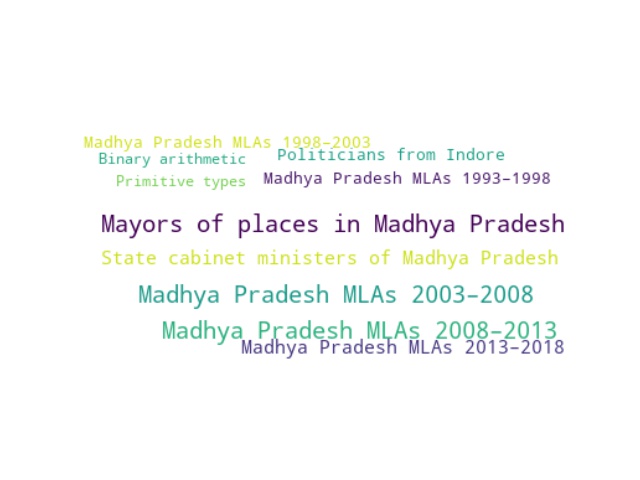 Madhya Pradesh MLAs 1998–2003
Binary arithmetic
Politicians from Indore
Primitive types
Madhya Pradesh MLAs 1993–1998
Mayors of places in Madhya Pradesh
State cabinet ministers of Madhya Pradesh
Madhya Pradesh MLAs 2003–2008
Madhya Pradesh MLAs 2008–2013
Madhya Pradesh MLAs 2013–2018